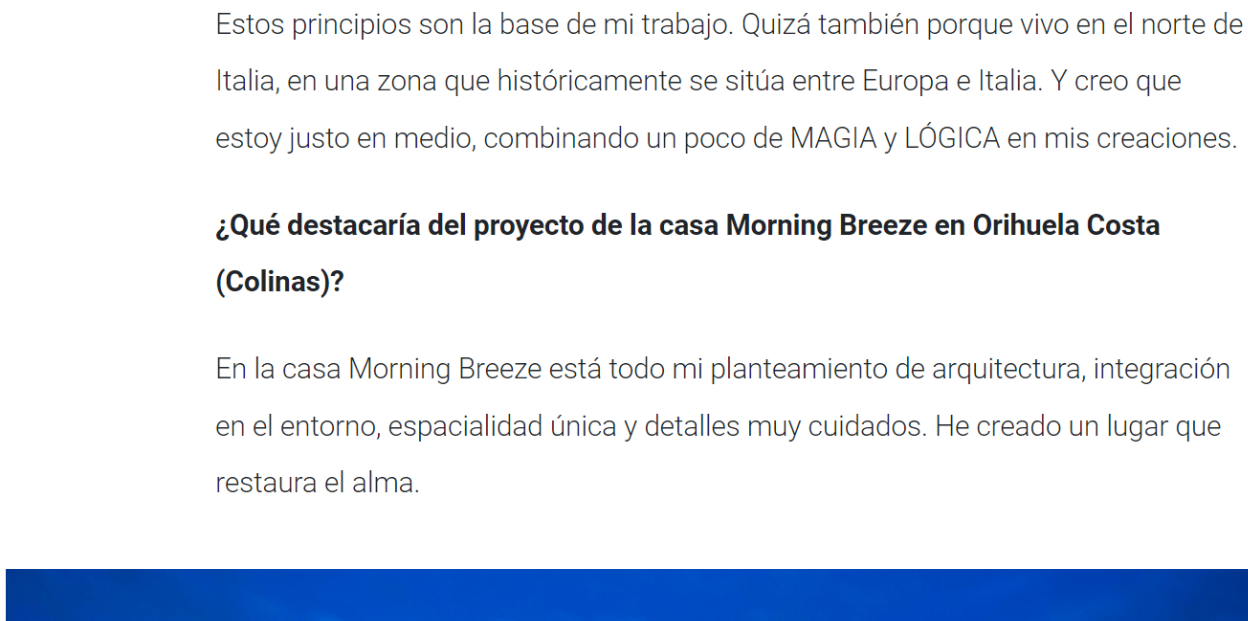 Estos principios son la base de mi trabajo. Quizá también porque vivo en el norte de
Italia, en una zona que históricamente se sitúa entre Europa e Italia. Y creo que
estoy justo en medio, combinando un poco de MAGIA y LÓGICA en mis creaciones.
¿Qué destacaría del proyecto de la casa Morning Breeze en Orihuela Costa
(Colinas)?
En la casa Morning Breeze está todo mi planteamiento de arquitectura, integración
en el entorno, espacialidad única y detalles muy cuidados. He creado un lugar que
restaura el alma.